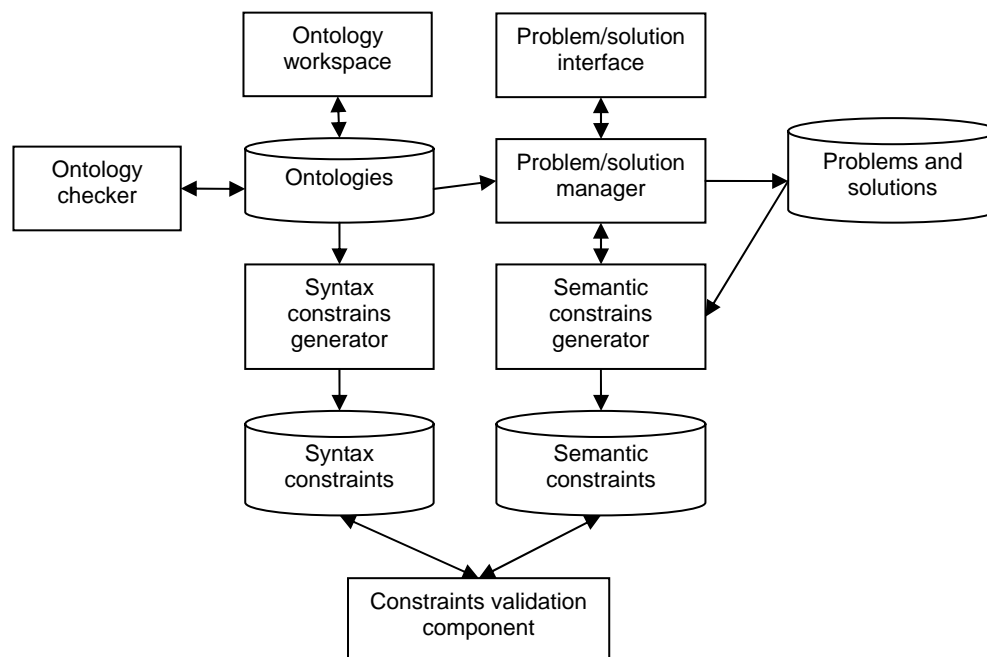 Ontology
workspace
Problem/solution
interface
Ontology
checker
Ontologies
Problem/solution
manager
Problems and
solutions
Syntax
constrains
generator
Semantic
constrains
generator
Syntax
constraints
Semantic
constraints
Constraints validation
component